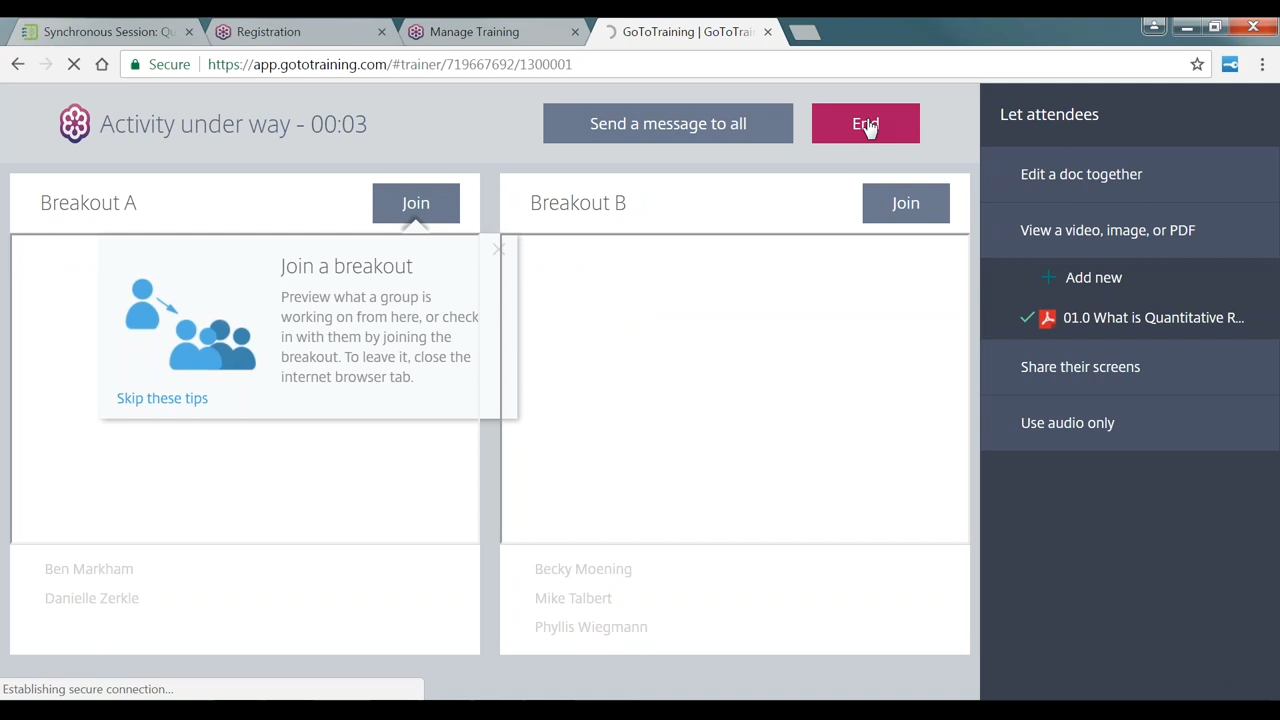 Synchronous Session: Qu
Registration
Manage Training
GoToTraining | GoToTrai
Secure
https://app.gototraining.com/#trainer/719667692/1300001
Activity under way - 00:03
Send a message to all
End
Let attendees
Edit a doc together
View a video, image, or PDF
Add new
01.0 What is Quantitative R...
Share their screens
Use audio only
Breakout A
Join
Breakout B
Join
Join a breakout
Preview what a group is
working on from here, or check
in with them by joining the
breakout. To leave it, close the
internet browser tab.
Skip these tips
Ben Markham
Danielle Zerkle
Becky Moening
Mike Talbert
Phyllis Wiegmann
Establishing secure connection...